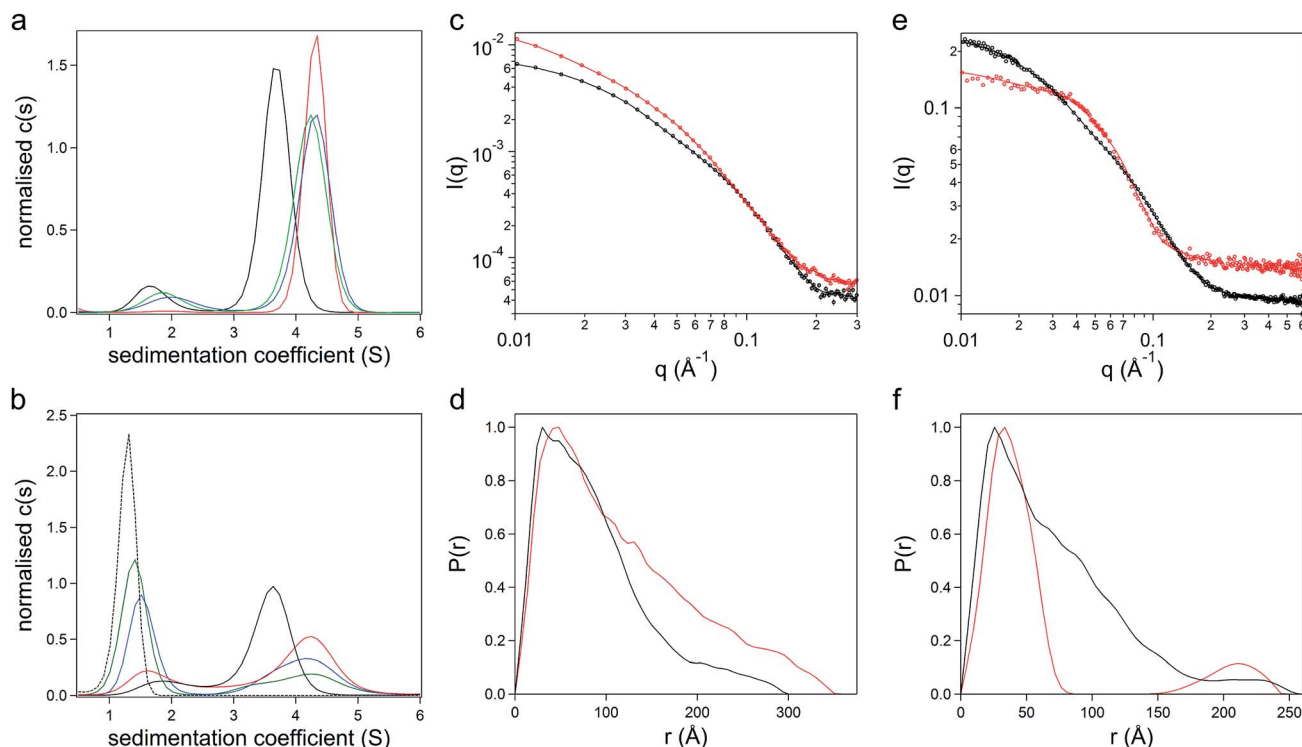 a
1.5
1.0
0.5
0.0
normalised c(s)
1 2 3 4 5 6
sedimentation coefficient (S)
b
2.5
2.0
1.5
1.0
0.5
0.0
normalised c(s)
1 2 3 4 5 6
sedimentation coefficient (S)
c
10⁻²
6
4
2
10⁻³
6
4
2
10⁻⁴
8
6
4
I(q)
0.01 2 3 4 5 6 7 8 0.1 2 3
q (Å⁻¹)
d
1.0
0.8
0.6
0.4
0.2
0.0
P(r)
0 100 200 300
r (Å)
e
2
0.1
8
6
5
4
3
2
0.01
I(q)
0.01 2 3 4 5 6 7 0.1 2 3 4 5 6
q (Å⁻¹)
f
1.0
0.8
0.6
0.4
0.2
0.0
P(r)
0 50 100 150 200 250
r (Å)